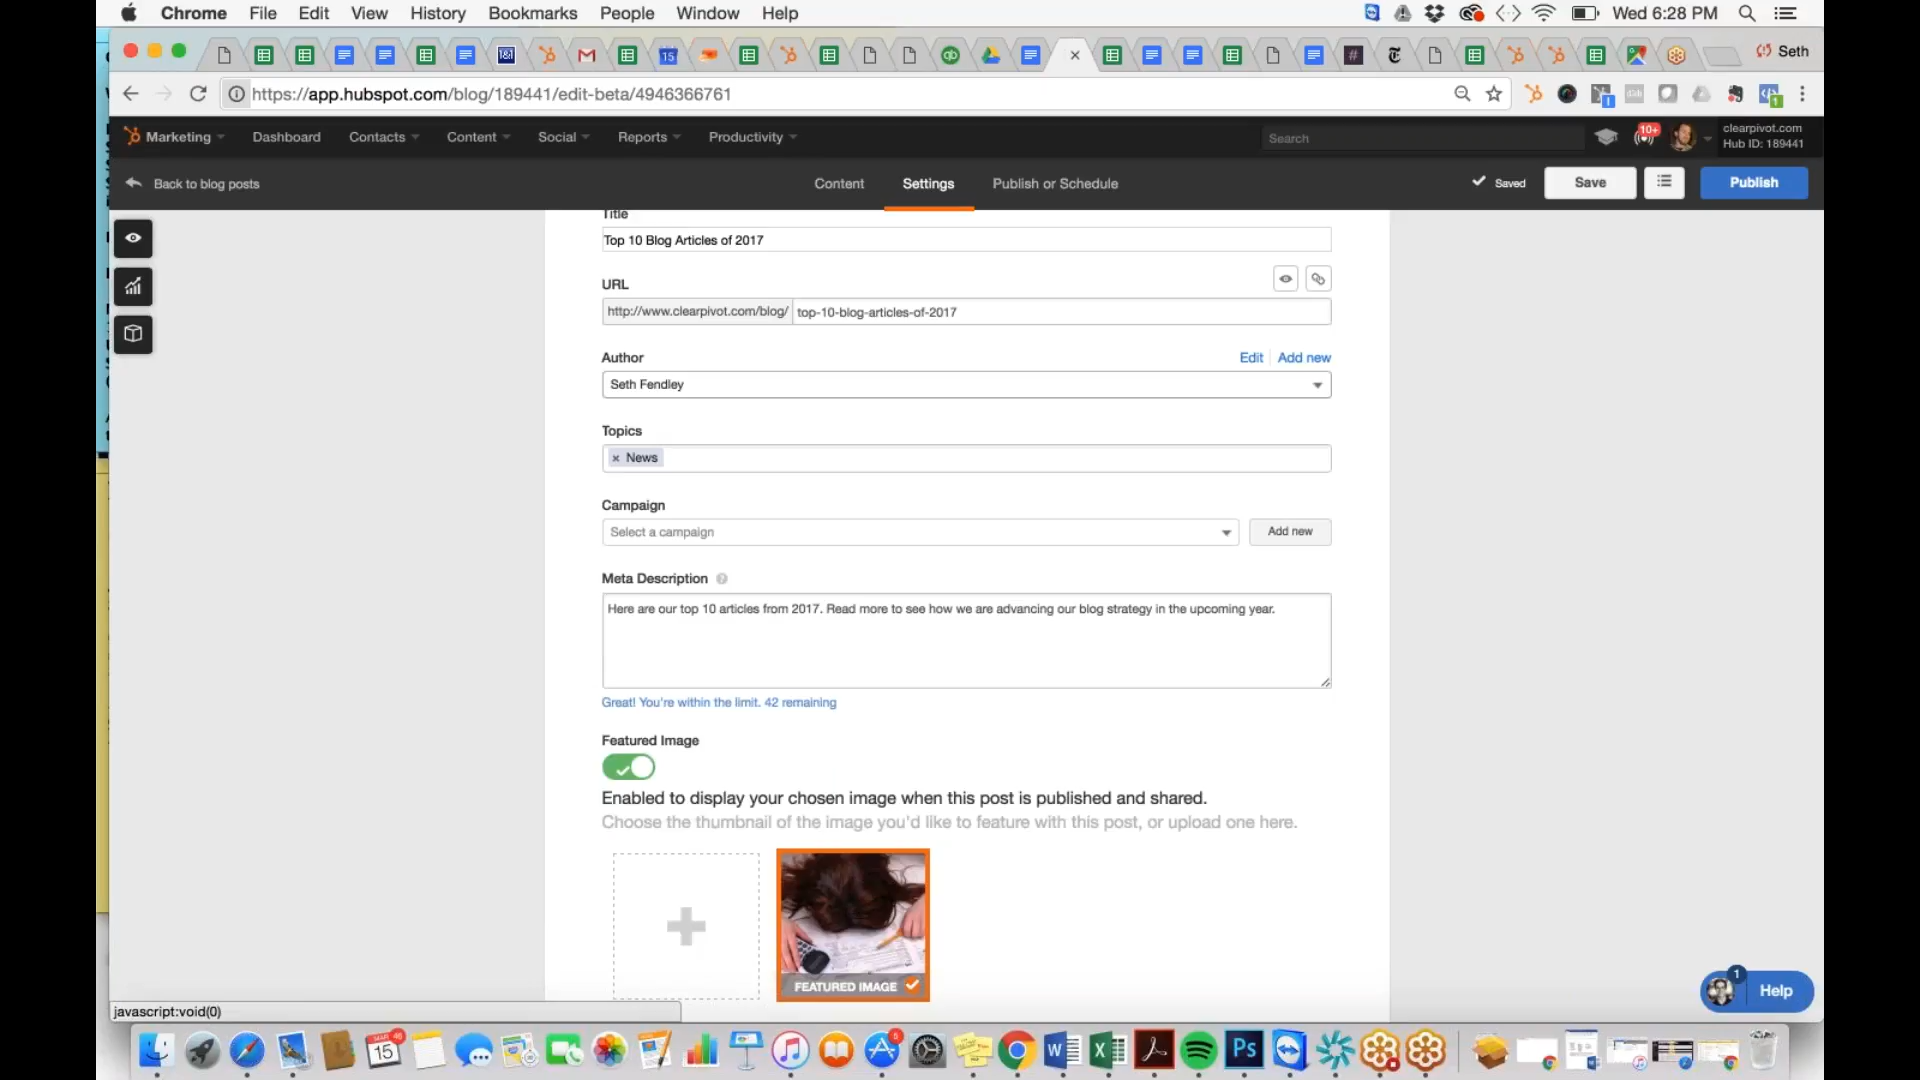 Chrome File Edit View History Bookmarks People Window Help
Wed 6:28 PM
Seth
https://app.hubspot.com/blog/189441/edit-beta/4946366761
Marketing Dashboard Contacts Content Social Reports Productivity
Search
10+
clearpivot.com
Hub ID: 189441
Back to blog posts
Content Settings Publish or Schedule
Saved
Save
Publish
Title
Top 10 Blog Articles of 2017
URL
http://www.clearpivot.com/blog/ top-10-blog-articles-of-2017
Author
Edit Add new
Seth Fendley
Topics
× News
Campaign
Select a campaign
Add new
Meta Description
Here are our top 10 articles from 2017. Read more to see how we are advancing our blog strategy in the upcoming year.
Great! You're within the limit. 42 remaining
Featured Image
Enabled to display your chosen image when this post is published and shared.
Choose the thumbnail of the image you'd like to feature with this post, or upload one here.
FEATURED IMAGE
1
Help
javascript:void(0)
MAR
15
Ps